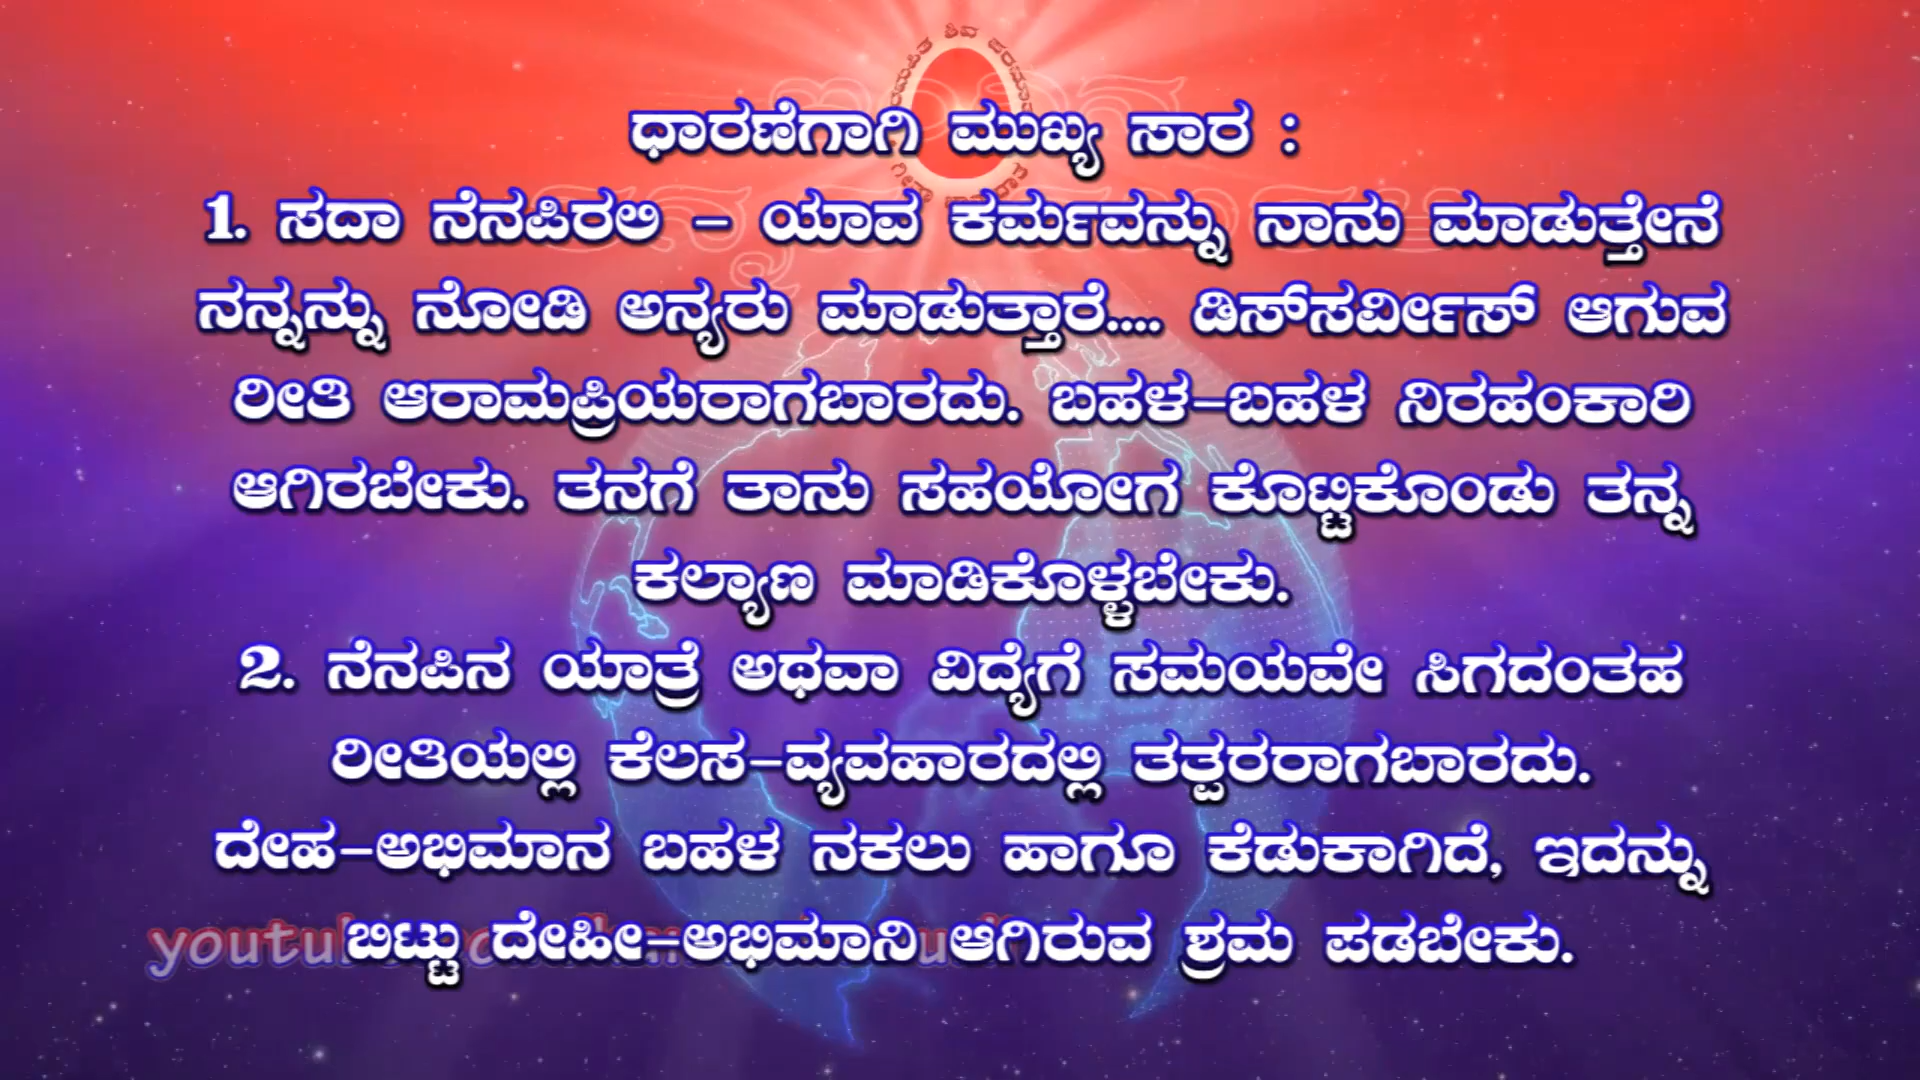 ಧಾರಣೆಗಾಗಿ ಮುಖ್ಯ ಸಾರ :
1. ಸದಾ ನೆನಪಿರಲಿ - ಯಾವ ಕರ್ಮವನ್ನು ನಾನು ಮಾಡುತ್ತೇನೆ
ನನ್ನನ್ನು ನೋಡಿ ಅನ್ಯರು ಮಾಡುತ್ತಾರೆ.... ಡಿಸ್‌ಸರ್ವೀಸ್ ಆಗುವ
ರೀತಿ ಆರಾಮಪ್ರಿಯರಾಗಬಾರದು. ಬಹಳ-ಬಹಳ ನಿರಹಂಕಾರಿ
ಆಗಿರಬೇಕು. ತನಗೆ ತಾನು ಸಹಯೋಗ ಕೊಟ್ಟಿಕೊಂಡು ತನ್ನ
ಕಲ್ಯಾಣ ಮಾಡಿಕೊಳ್ಳಬೇಕು.
2. ನೆನಪಿನ ಯಾತ್ರೆ ಅಥವಾ ವಿದ್ಯೆಗೆ ಸಮಯವೇ ಸಿಗದಂತಹ
ರೀತಿಯಲ್ಲಿ ಕೆಲಸ-ವ್ಯವಹಾರದಲ್ಲಿ ತತ್ಪರರಾಗಬಾರದು.
ದೇಹ-ಅಭಿಮಾನ ಬಹಳ ನಕಲು ಹಾಗೂ ಕೆಡುಕಾಗಿದೆ, ಇದನ್ನು
ಬಿಟ್ಟು ದೇಹೀ-ಅಭಿಮಾನಿ ಆಗಿರುವ ಶ್ರಮ ಪಡಬೇಕು.